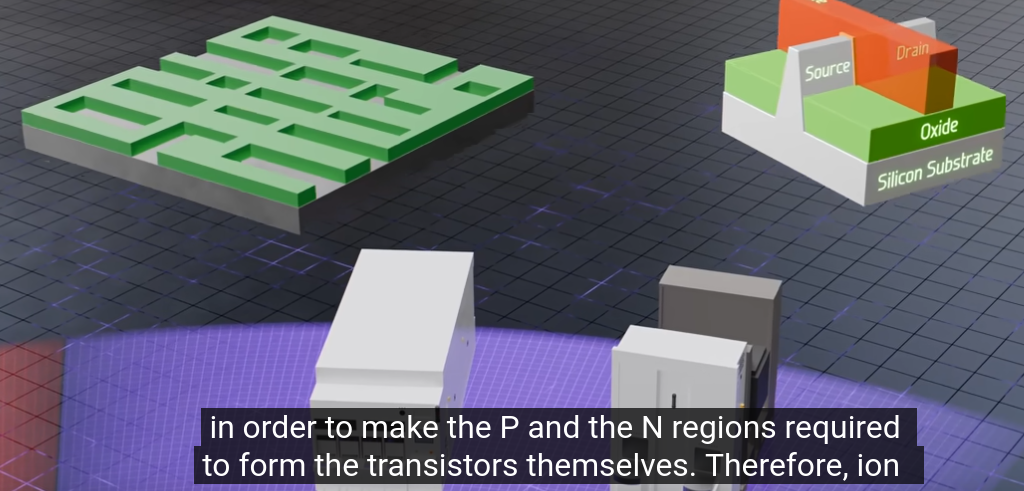 Drain
Source
Oxide
Silicon Substrate
in order to make the P and the N regions required
to form the transistors themselves. Therefore, ion